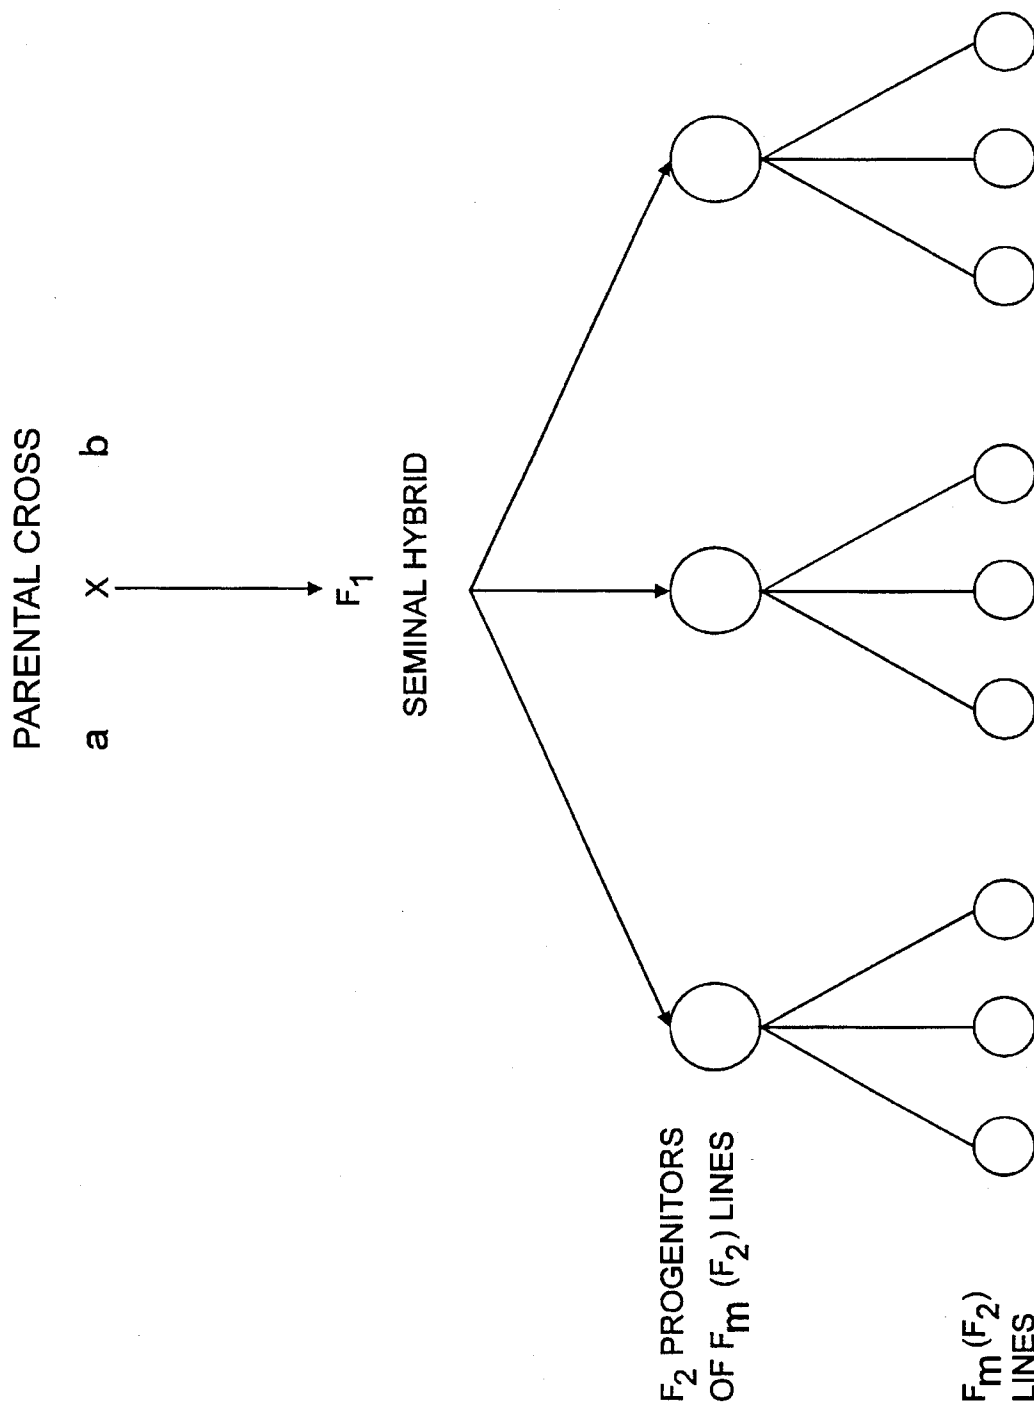 PARENTAL CROSS
a x b
F₁
SEMINAL HYBRID
F₂ PROGENITORS
OF Fm (F₂) LINES
Fm (F₂)
LINES